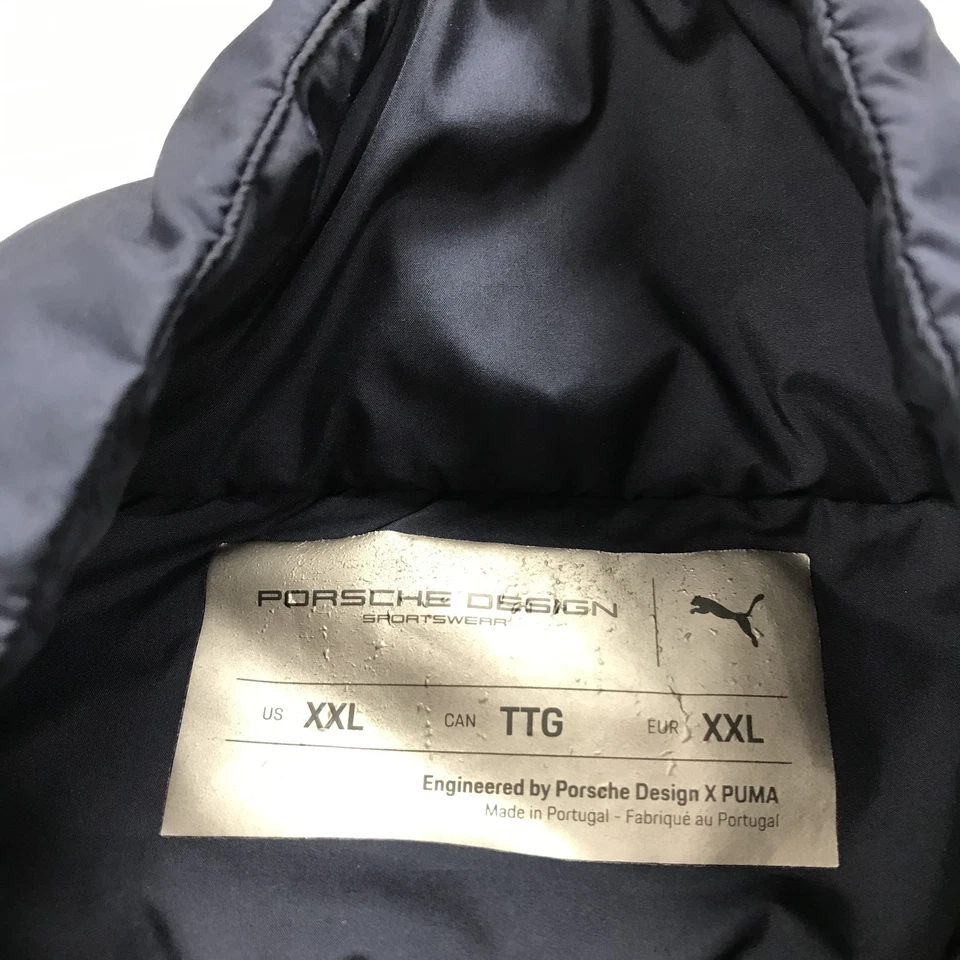 PORSCHE DESIGN
SPORTSWEAR
US XXL CAN TTG EUR XXL
Engineered by Porsche Design X PUMA
Made in Portugal - Fabriqué au Portugal